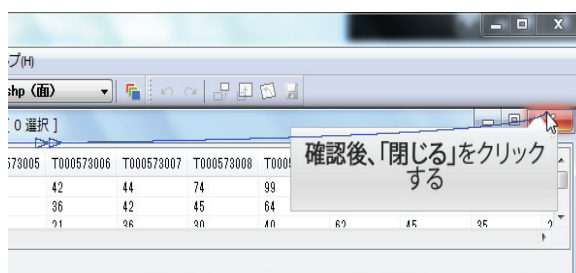 プ(H)
shp (面)
[ 0 選択 ]
573005 T000573006 T000573007 T000573008 T000
42 44 74 99
36 42 45 64
21 36 30 40 62 45 35
確認後、「閉じる」をクリック
する